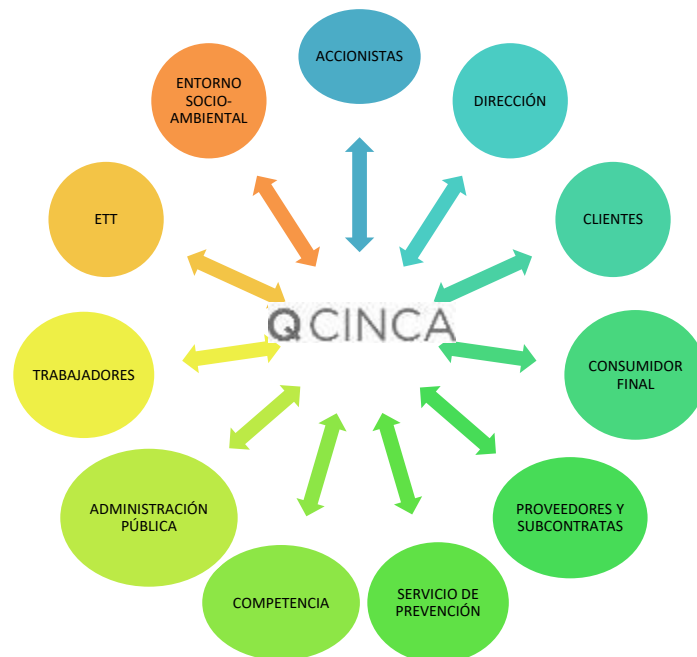 ACCIONISTAS
DIRECCIÓN
CLIENTES
CONSUMIDOR
FINAL
PROVEEDORES Y
SUBCONTRATAS
SERVICIO DE
PREVENCIÓN
COMPETENCIA
ADMINISTRACIÓN
PÚBLICA
TRABAJADORES
ETT
ENTORNO
SOCIO-
AMBIENTAL
Q CINCA